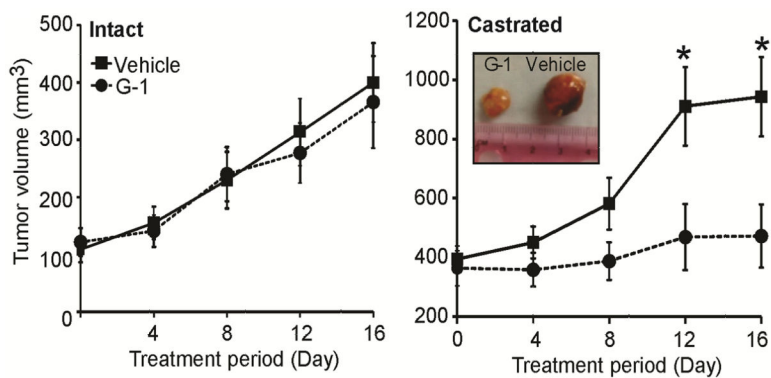 Intact
Vehicle
G-1
Tumor volume (mm3)
500
400
300
200
100
0
4
8
12
16
Treatment period (Day)
Castrated
G-1 Vehicle
*
*
1200
1000
800
600
400
200
0
4
8
12
16
Treatment period (Day)